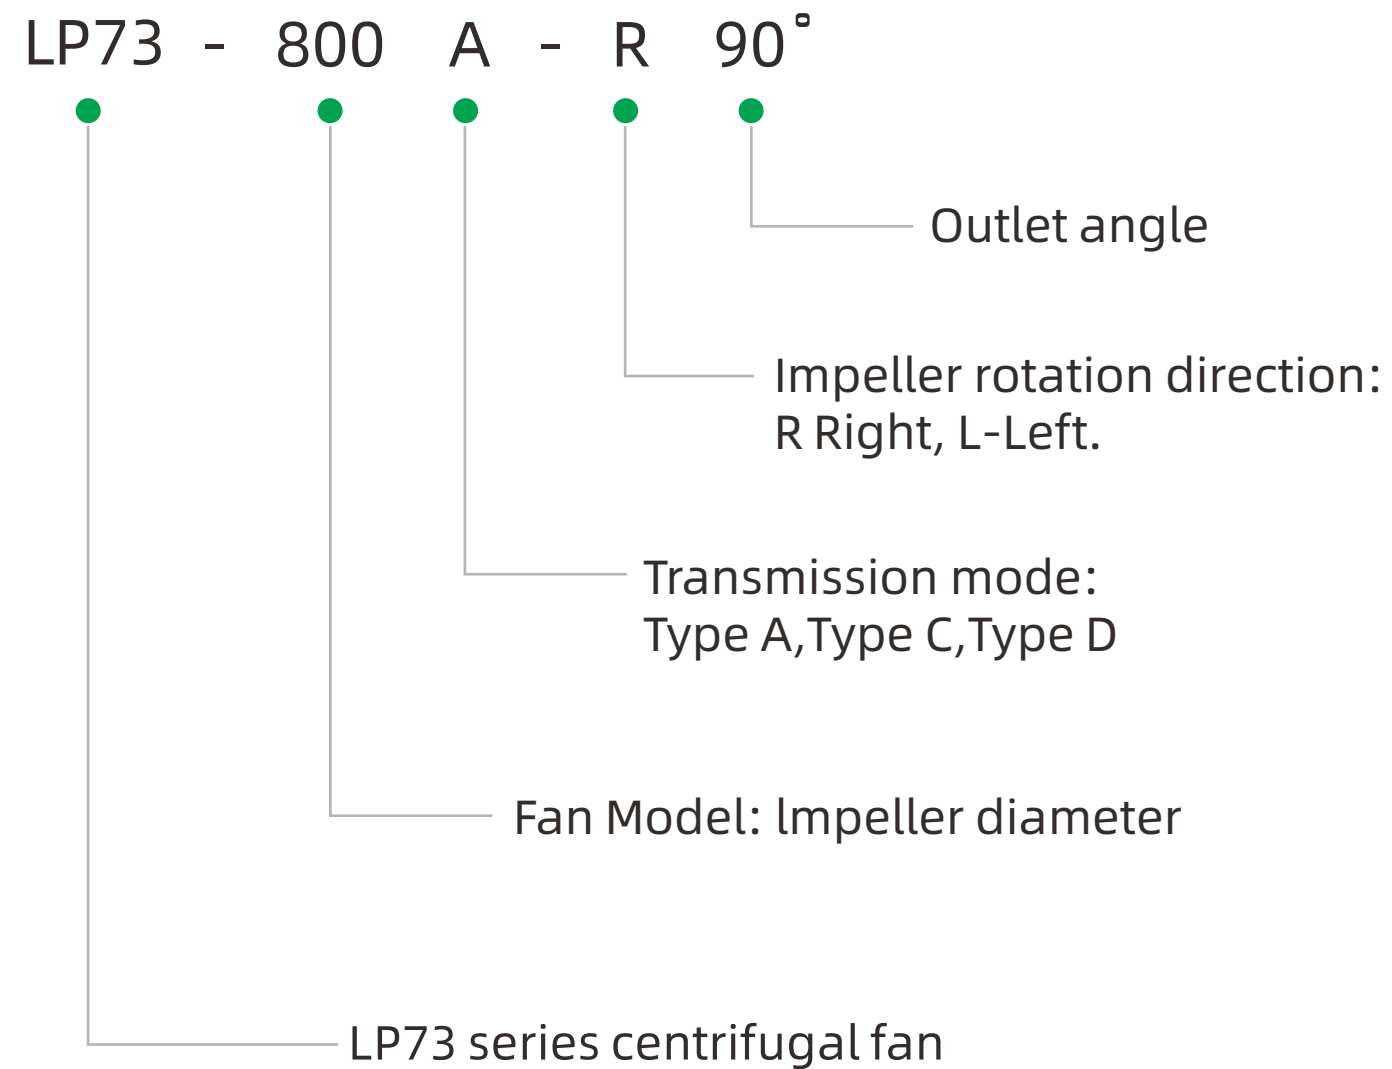 LP73 - 800 A - R 90°
Outlet angle
Impeller rotation direction:
R Right, L-Left.
Transmission mode:
Type A,Type C,Type D
Fan Model: lmpeller diameter
LP73 series centrifugal fan